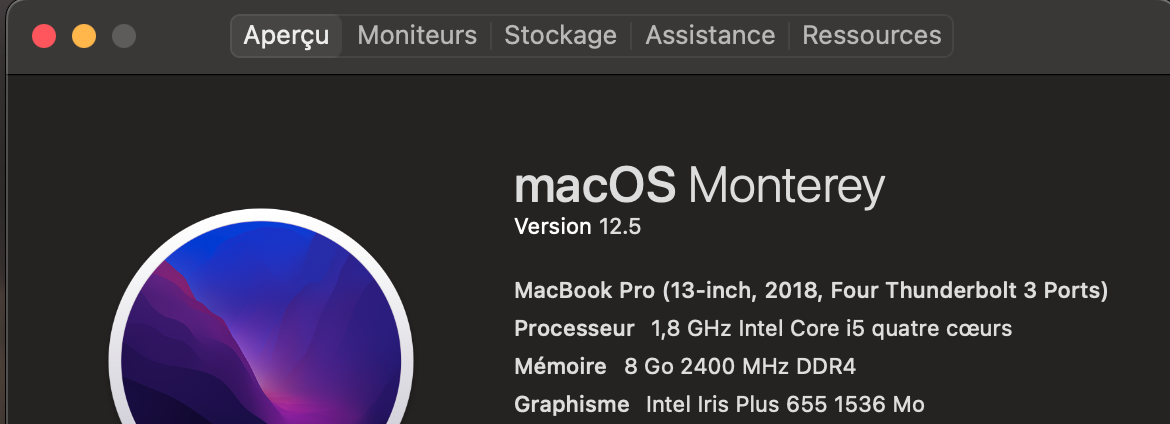 Aperçu Moniteurs Stockage Assistance Ressources
macOS Monterey
Version 12.5
MacBook Pro (13-inch, 2018, Four Thunderbolt 3 Ports)
Processeur 1,8 GHz Intel Core i5 quatre cœurs
Mémoire 8 Go 2400 MHz DDR4
Graphisme Intel Iris Plus 655 1536 Mo